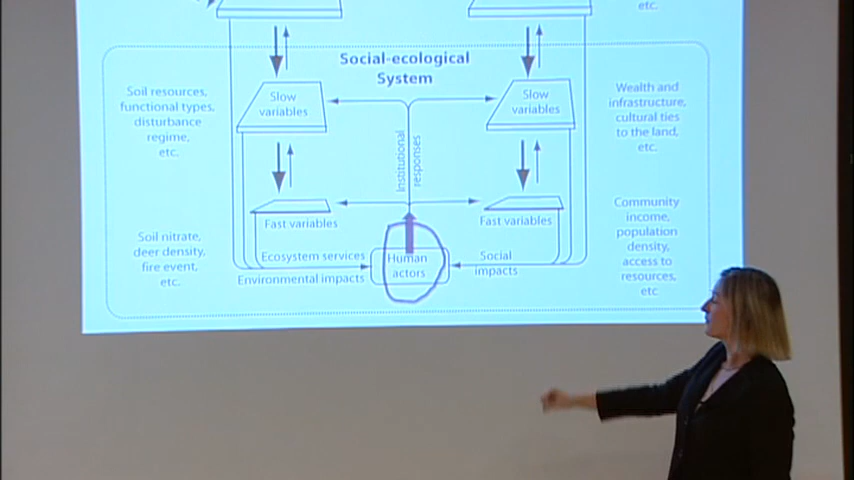 etc.
Social-ecological
System
Soil resources,
functional types,
disturbance
regime,
etc.
Slow
variables
Slow
variables
Wealth and
infrastructure,
cultural ties
to the land,
etc.
Institutional
responses
Fast variables
Fast variables
Community
income,
population
density,
access to
resources,
etc
Soil nitrate,
deer density,
fire event,
etc.
Ecosystem services
Environmental impacts
Human
actors
Social
impacts